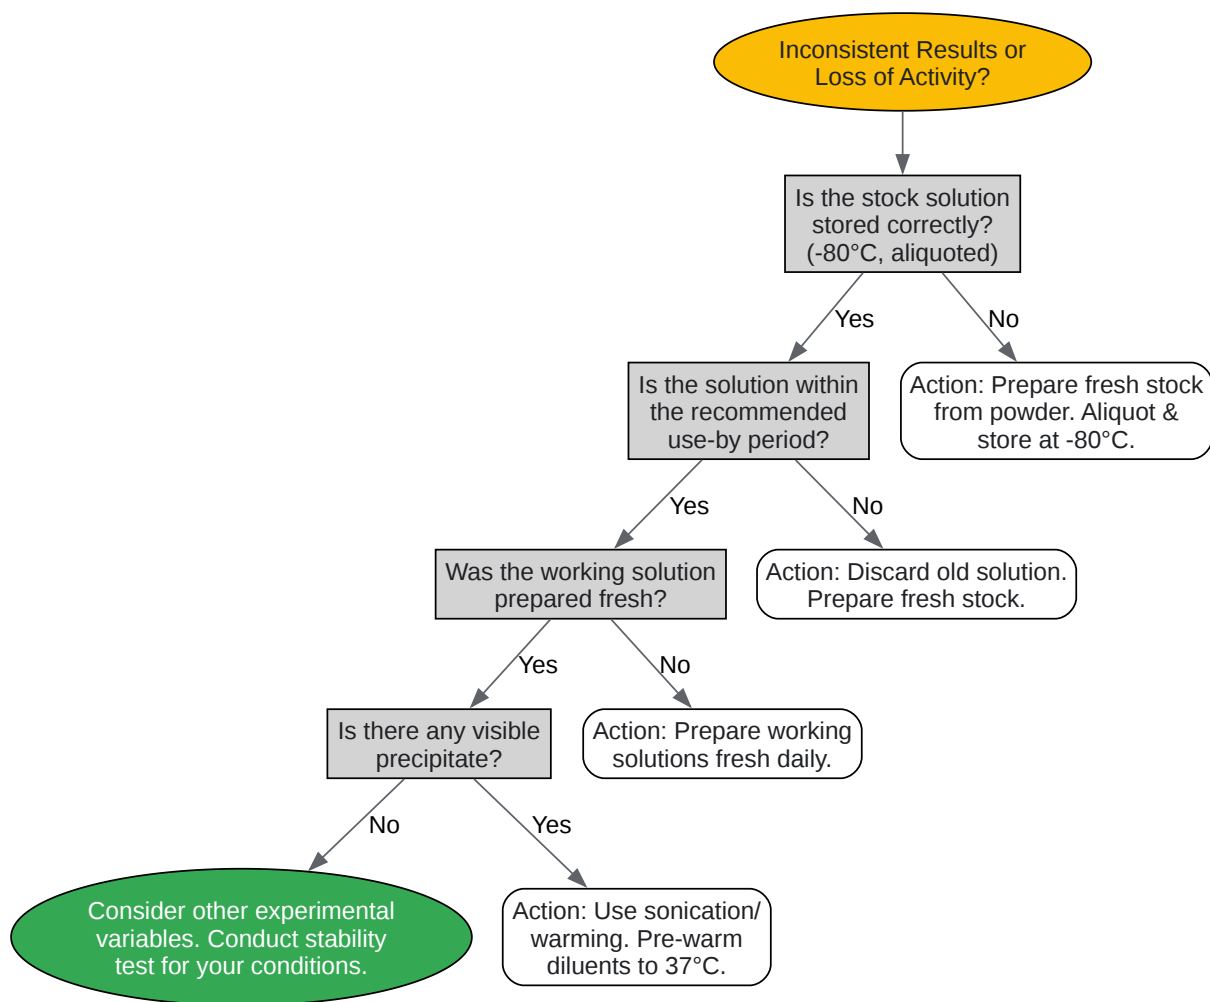 Inconsistent Results or
Loss of Activity?
Is the stock solution
stored correctly?
(-80°C, aliquoted)
Yes
No
Is the solution within
the recommended
use-by period?
Action: Prepare fresh stock
from powder. Aliquot &
store at -80°C.
Yes
No
Was the working solution
prepared fresh?
Action: Discard old solution.
Prepare fresh stock.
Yes
No
Is there any visible
precipitate?
Action: Prepare working
solutions fresh daily.
No
Yes
Consider other experimental
variables. Conduct stability
test for your conditions.
Action: Use sonication/
warming. Pre-warm
diluents to 37°C.